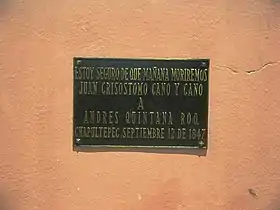 ESTOY SEGURO DE QUE MAÑANA MORIREMOS
JUAN CRISOSTOMO CANO Y CANO
A
ANDRES QUINTANA ROO,
CHAPULTEPEC SEPTIEMBRE 12 DE 1847